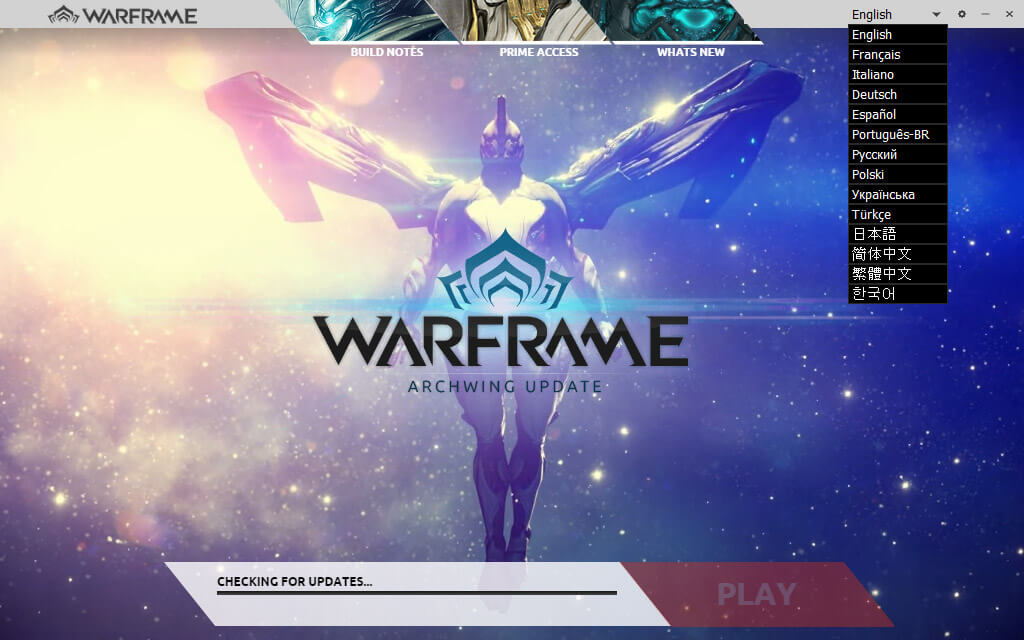 WARFRAME
English
BUILD NOTES
PRIME ACCESS
WHATS NEW
English
Français
Italiano
Deutsch
Español
Português-BR
Русский
Polski
Українська
Türkçe
日本語
简体中文
繁體中文
한국어
WARFRAME
ARCHWING UPDATE
CHECKING FOR UPDATES...
PLAY